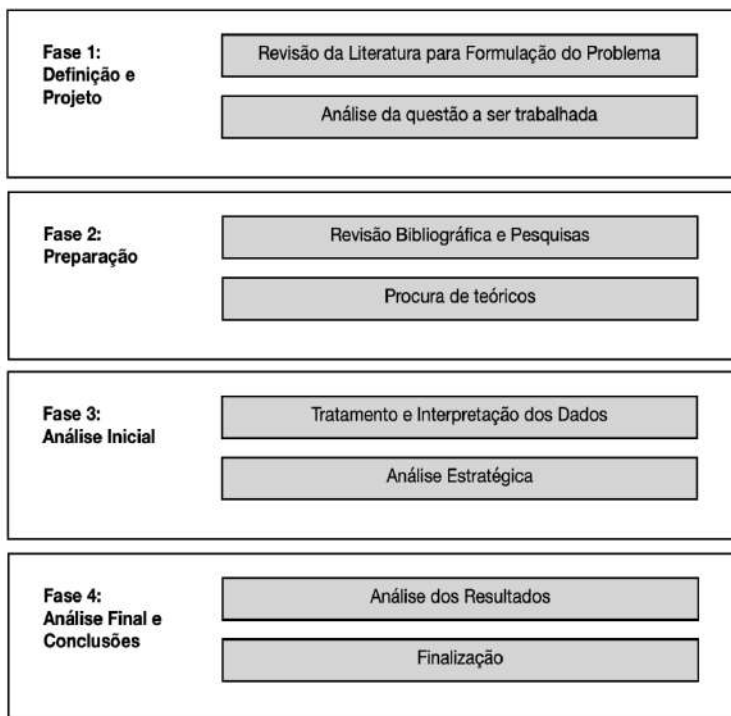 Fase 1:
Definição e
Projeto
Revisão da Literatura para Formulação do Problema
Análise da questão a ser trabalhada
Fase 2:
Preparação
Revisão Bibliográfica e Pesquisas
Procura de teóricos
Fase 3:
Análise Inicial
Tratamento e Interpretação dos Dados
Análise Estratégica
Fase 4:
Análise Final e
Conclusões
Análise dos Resultados
Finalização